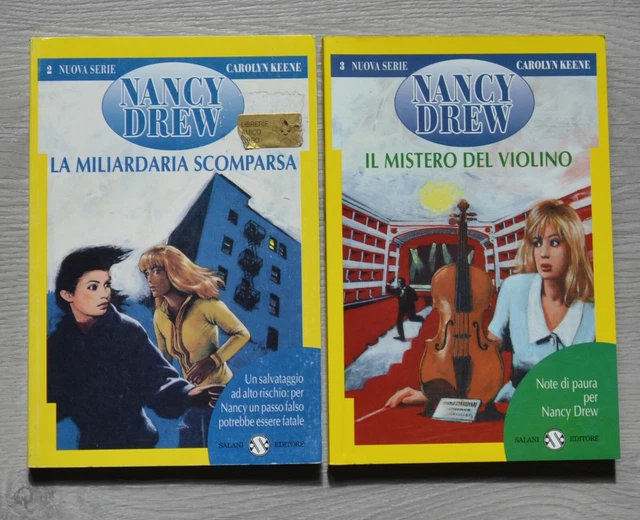 2 NUOVA SERIE
CAROLYN KEENE
NANCY
DREW
LIBRERIE
LA MILIARDARIA SCOMPARSA
Un salvataggio
ad alto rischio: per
Nancy un passo falso
potrebbe essere fatale
SALANI EDITORE
3 NUOVA SERIE
CAROLYN KEENE
NANCY
DREW
IL MISTERO DEL VIOLINO
Note di paura
per
Nancy Drew
SALANI EDITORE